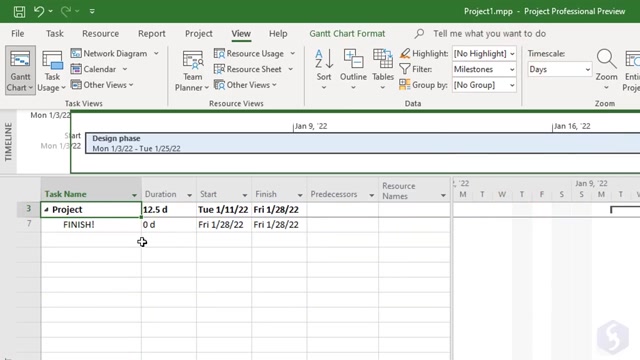 Project1.mpp - Project Professional Preview
File Task Resource Report Project View Help Gantt Chart Format Tell me what you want to do
Gantt Chart Task Usage Network Diagram Calendar Other Views Team Planner Resource Usage Resource Sheet Other Views Sort Outline Tables Highlight: [No Highlight] Filter: Milestones Group by: [No Group] Timescale: Days Zoom Entire Project
Task Views Resource Views Data
TIMELINE
Mon 1/3/22
Jan 9, '22 Jan 16, '22
Start
Mon 1/3/22
Design phase
Mon 1/3/22 - Tue 1/25/22
Task Name Duration Start Finish Predecessors Resource Names
2, '22 Jan 9, '22
M T W T F S S M T W
3 Project 12.5 d Tue 1/11/22 Fri 1/28/22
7 FINISH! 0 d Fri 1/28/22 Fri 1/28/22